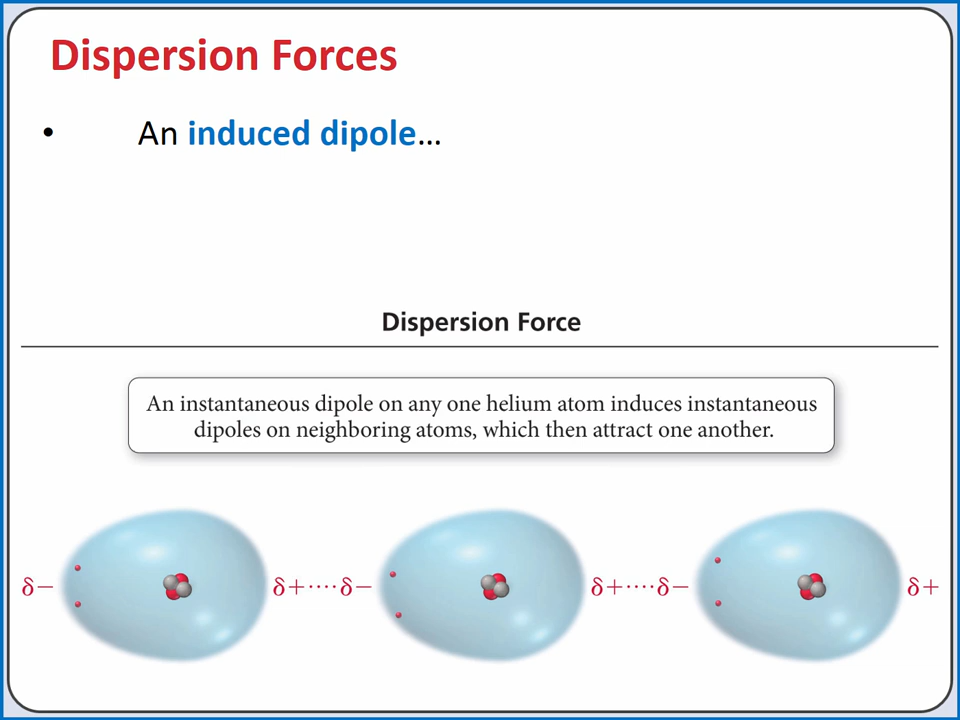 Dispersion Forces
• An induced dipole…
Dispersion Force
An instantaneous dipole on any one helium atom induces instantaneous
dipoles on neighboring atoms, which then attract one another.
δ− δ+····δ− δ+····δ− δ+